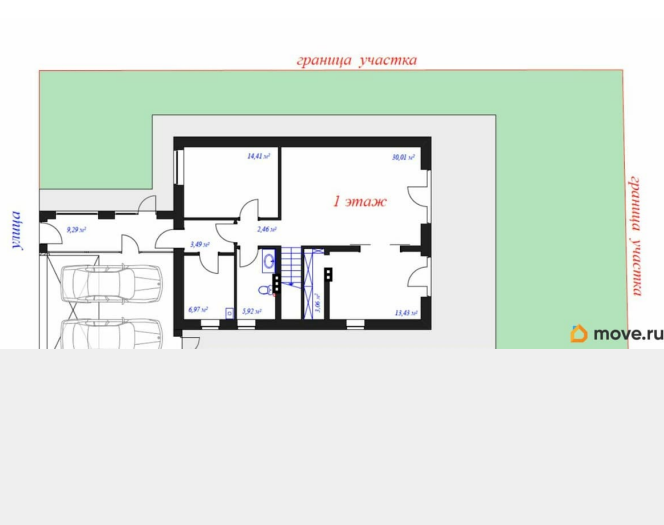 граница участка
14,41 м²
30,01 м²
1 этаж
граница участка
улица
9,29 м²
2,46 м²
3,49 м²
6,97 м²
5,92 м²
3,06 м²
13,43 м²
move.ru